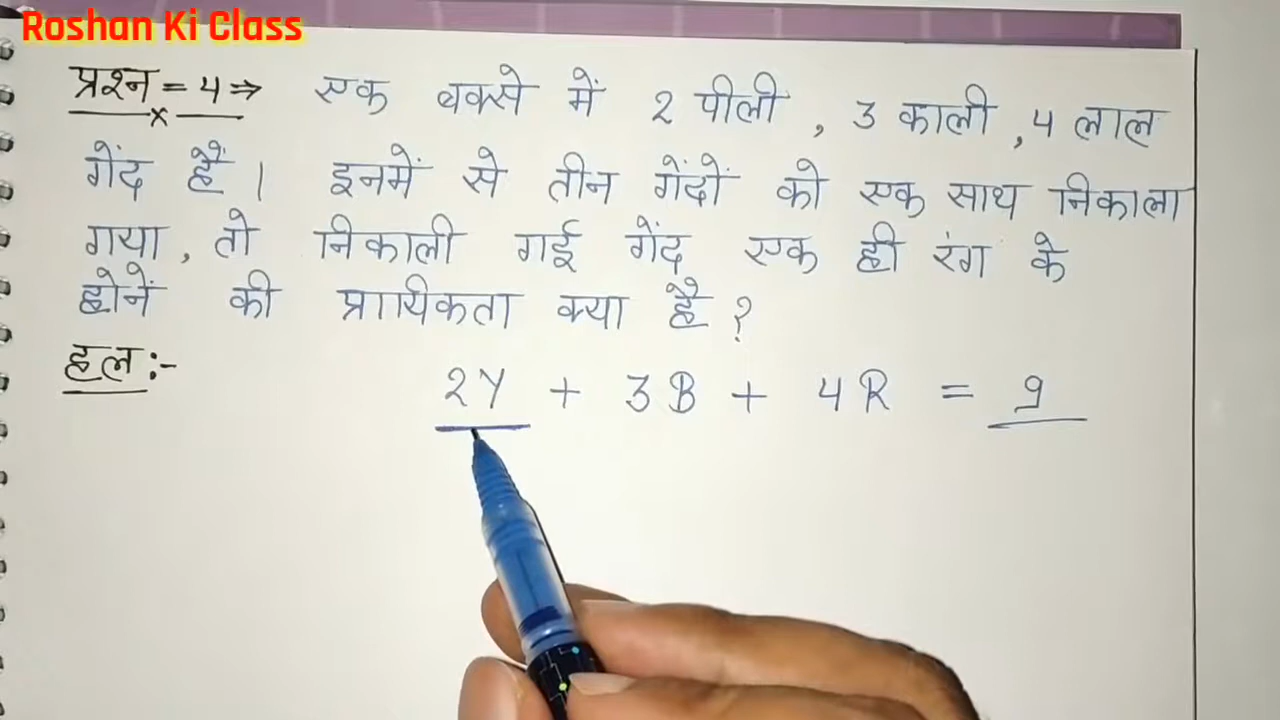 Roshan Ki Class
प्रश्न = 4 ⇒ एक बक्से में 2 पीली , 3 काली , 4 लाल
गेंद हैं । इनमें से तीन गेंदों को एक साथ निकाला
गया , तो निकाली गई गेंद एक ही रंग के
होनें की प्रायिकता क्या है ?
हल :-
2Y + 3B + 4R = 9